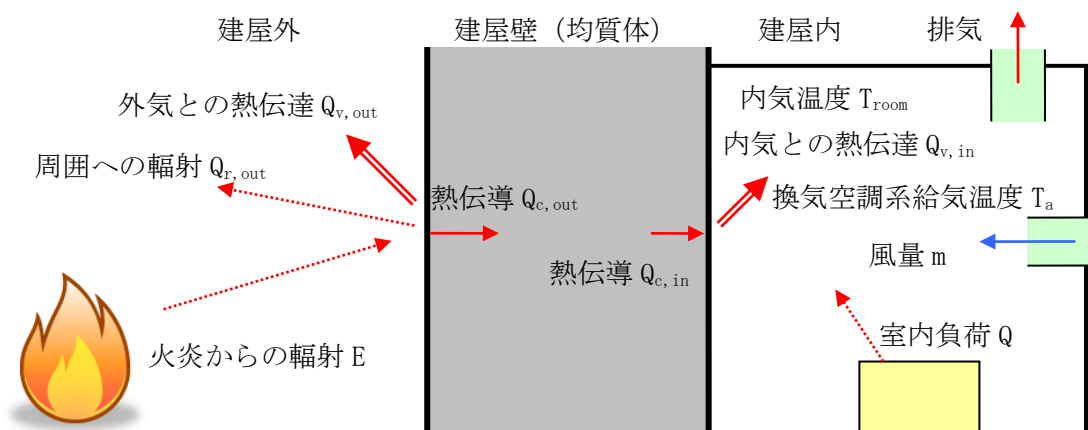 建屋外
建屋壁（均質体）
建屋内
排気
外気との熱伝達 Qv,out
周囲への輻射 Qr,out
火炎からの輻射 E
熱伝導 Qc,out
熱伝導 Qc,in
内気温度 Troom
内気との熱伝達 Qv,in
換気空調系給気温度 Ta
風量 m
室内負荷 Q